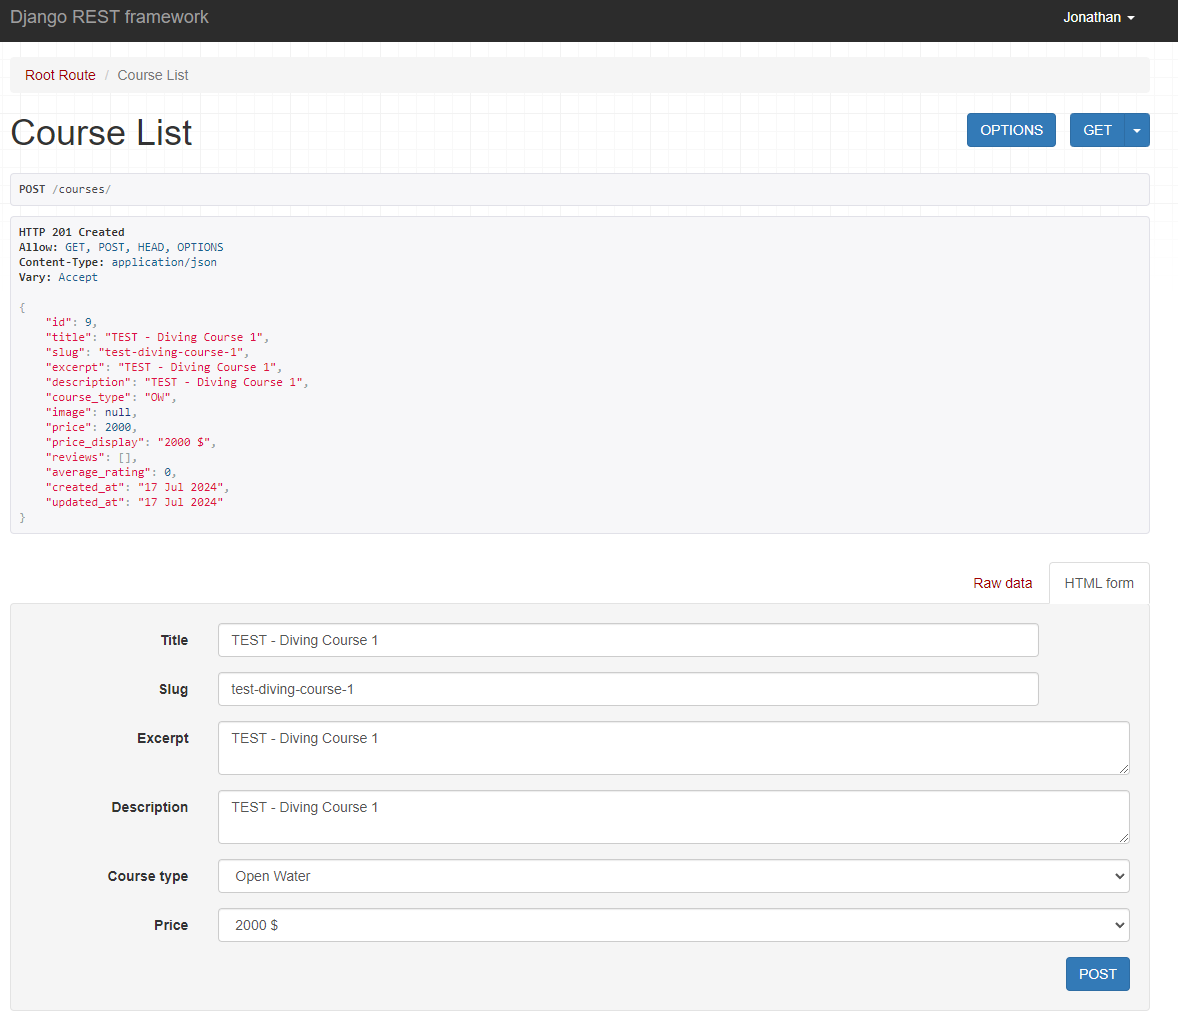 Django REST framework
Jonathan
Root Route / Course List
Course List
OPTIONS
GET
POST /courses/
HTTP 201 Created
Allow: GET, POST, HEAD, OPTIONS
Content-Type: application/json
Vary: Accept
{
    "id": 9,
    "title": "TEST - Diving Course 1",
    "slug": "test-diving-course-1",
    "excerpt": "TEST - Diving Course 1",
    "description": "TEST - Diving Course 1",
    "course_type": "OW",
    "image": null,
    "price": 2000,
    "price_display": "2000 $",
    "reviews": [],
    "average_rating": 0,
    "created_at": "17 Jul 2024",
    "updated_at": "17 Jul 2024"
}
Raw data
HTML form
Title TEST - Diving Course 1
Slug test-diving-course-1
Excerpt TEST - Diving Course 1
Description TEST - Diving Course 1
Course type Open Water
Price 2000 $
POST